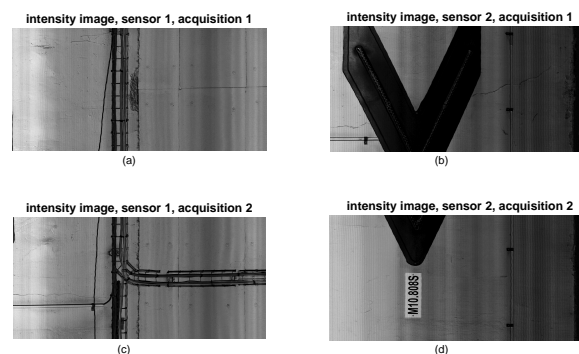 intensity image, sensor 1, acquisition 1
(a)
intensity image, sensor 2, acquisition 1
(b)
intensity image, sensor 1, acquisition 2
(c)
intensity image, sensor 2, acquisition 2
M10.808S
(d)